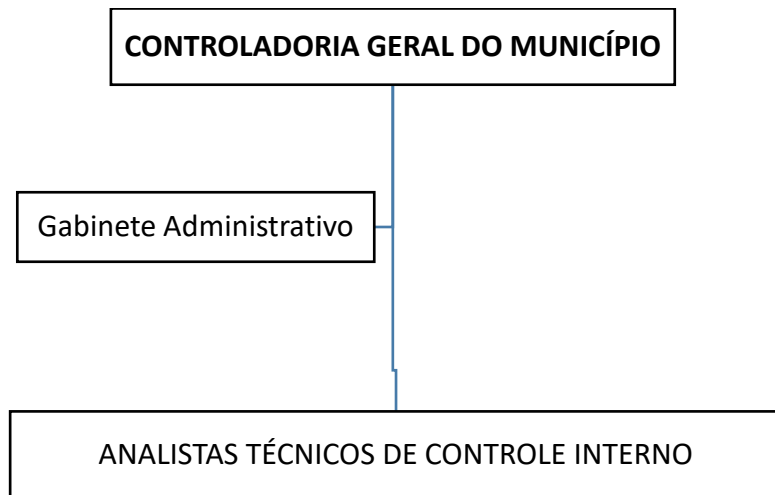 CONTROLADORIA GERAL DO MUNICÍPIO
Gabinete Administrativo
ANALISTAS TÉCNICOS DE CONTROLE INTERNO